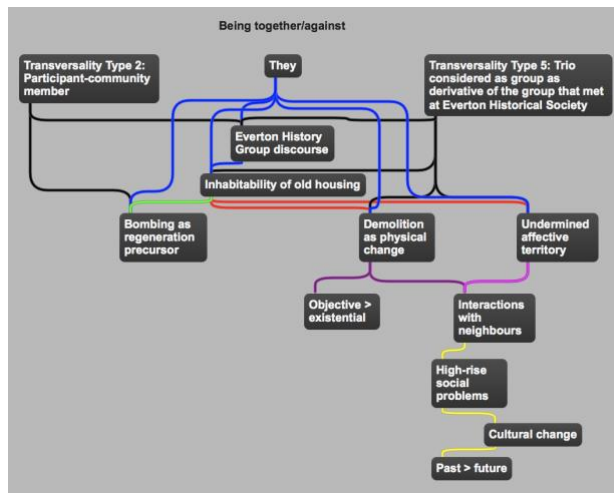 Being together/against
Transversality Type 2:
Participant-community
member
They
Transversality Type 5: Trio
considered as group as
derivative of the group that met
at Everton Historical Society
Everton History
Group discourse
Inhabitability of old housing
Bombing as
regeneration
precursor
Demolition
as physical
change
Undermined
affective
territory
Objective >
existential
Interactions
with
neighbours
High-rise
social
problems
Cultural change
Past > future